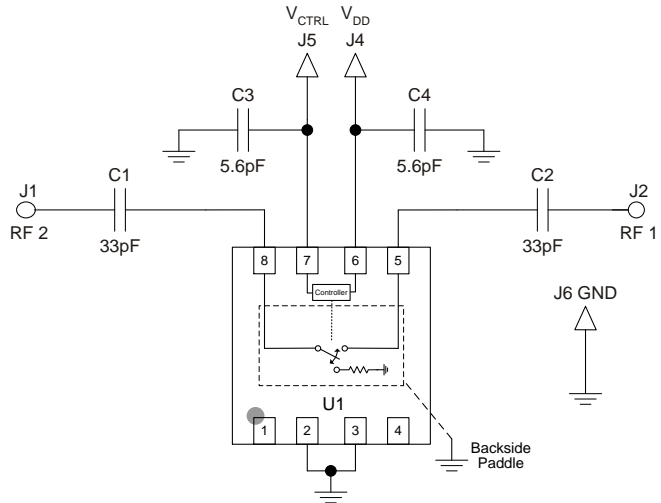 VCTRL VDD
J5 J4
C3 C4
5.6pF 5.6pF
J1 C1 C2 J2
RF 2 33pF 33pF RF 1
8 7 6 5
Controller
J6 GND
U1
1 2 3 4
Backside
Paddle